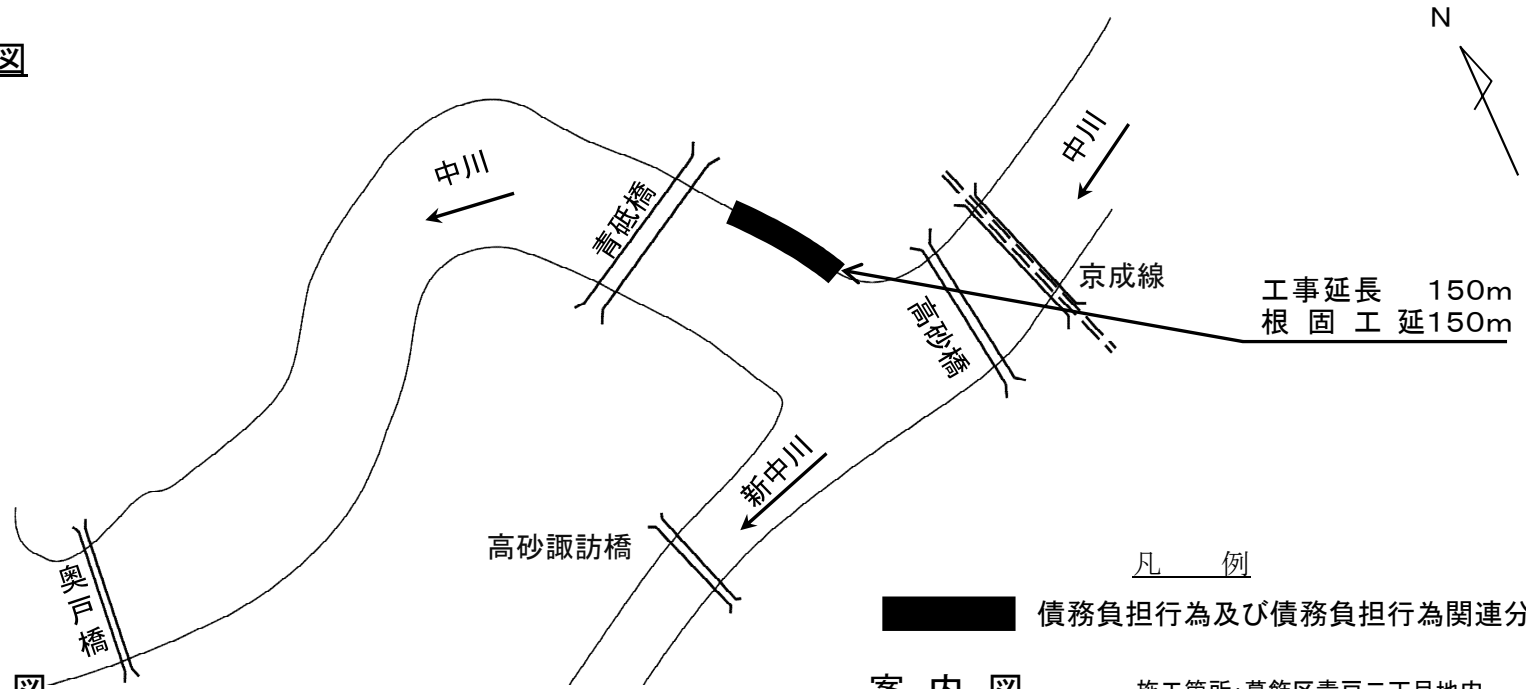 図
N
中川
中川
青砥橋
京成線
高砂橋
工事延長 150m
根固工延150m
新中川
高砂諏訪橋
奥戸橋
凡 例
債務負担行為及び債務負担行為関連分
図
案内図